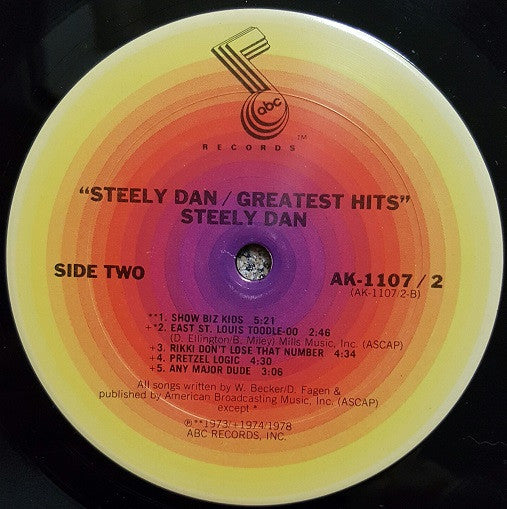 abc
TM
RECORDS
"STEELY DAN / GREATEST HITS"
STEELY DAN
SIDE TWO
AK-1107 / 2
(AK-1107/2-B)
**1. SHOW BIZ KIDS 5:21
+*2. EAST ST. LOUIS TOODLE-OO 2:46
(D. Ellington/B. Miley) Mills Music, Inc. (ASCAP)
+3. RIKKI DON'T LOSE THAT NUMBER 4:34
+4. PRETZEL LOGIC 4:30
+5. ANY MAJOR DUDE 3:06
All songs written by W. Becker/D. Fagen &
published by American Broadcasting Music, Inc. (ASCAP)
except *
℗**1973/+1974/1978
ABC RECORDS, INC.